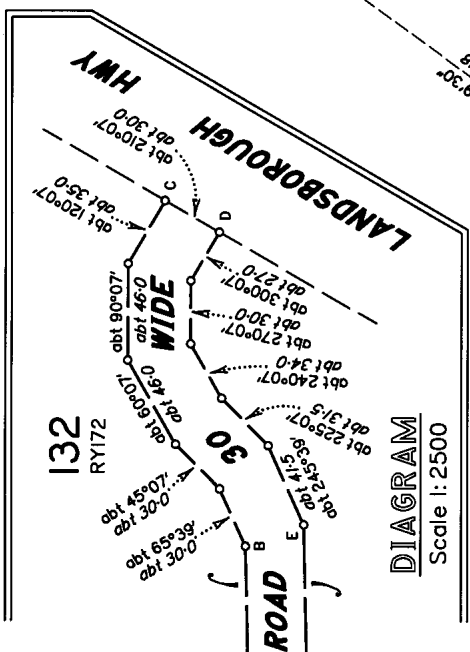 9'30"
HWY
LANDSBOROUGH
abt 210°07'
abt 30·0
abt 120°07'
abt 35·0
C
D
abt 90°07'
abt 46·0
WIDE
abt 300°07'
abt 27·0
abt 270°07'
abt 30·0
132
RY172
abt 60°07'
abt 46·0
abt 240°07'
abt 34·0
30
abt 45°07'
abt 30·0
abt 225°07'
abt 31·5
abt 65°39'
abt 30·0
abt 245°39'
abt 41·5
B
E
ROAD
DIAGRAM
Scale 1: 2500